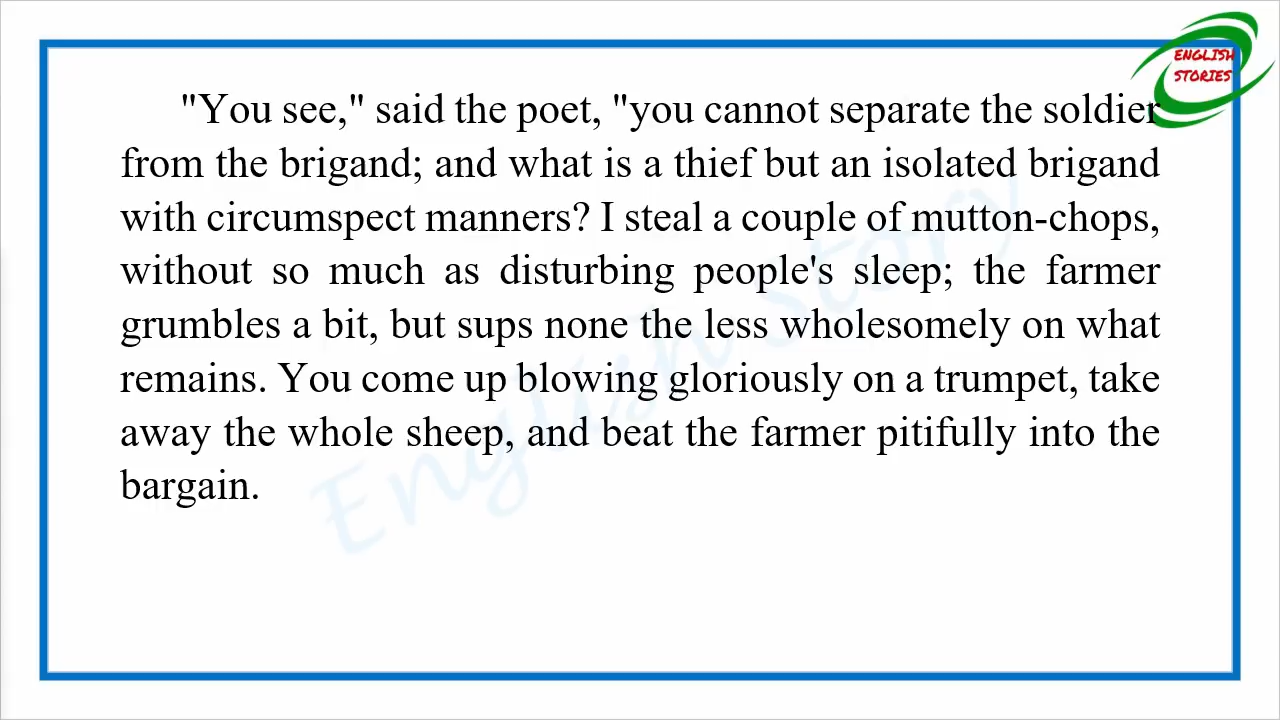 ENGLISH
STORIES
"You see," said the poet, "you cannot separate the soldier
from the brigand; and what is a thief but an isolated brigand
with circumspect manners? I steal a couple of mutton-chops,
without so much as disturbing people's sleep; the farmer
grumbles a bit, but sups none the less wholesomely on what
remains. You come up blowing gloriously on a trumpet, take
away the whole sheep, and beat the farmer pitifully into the
bargain.
English Story